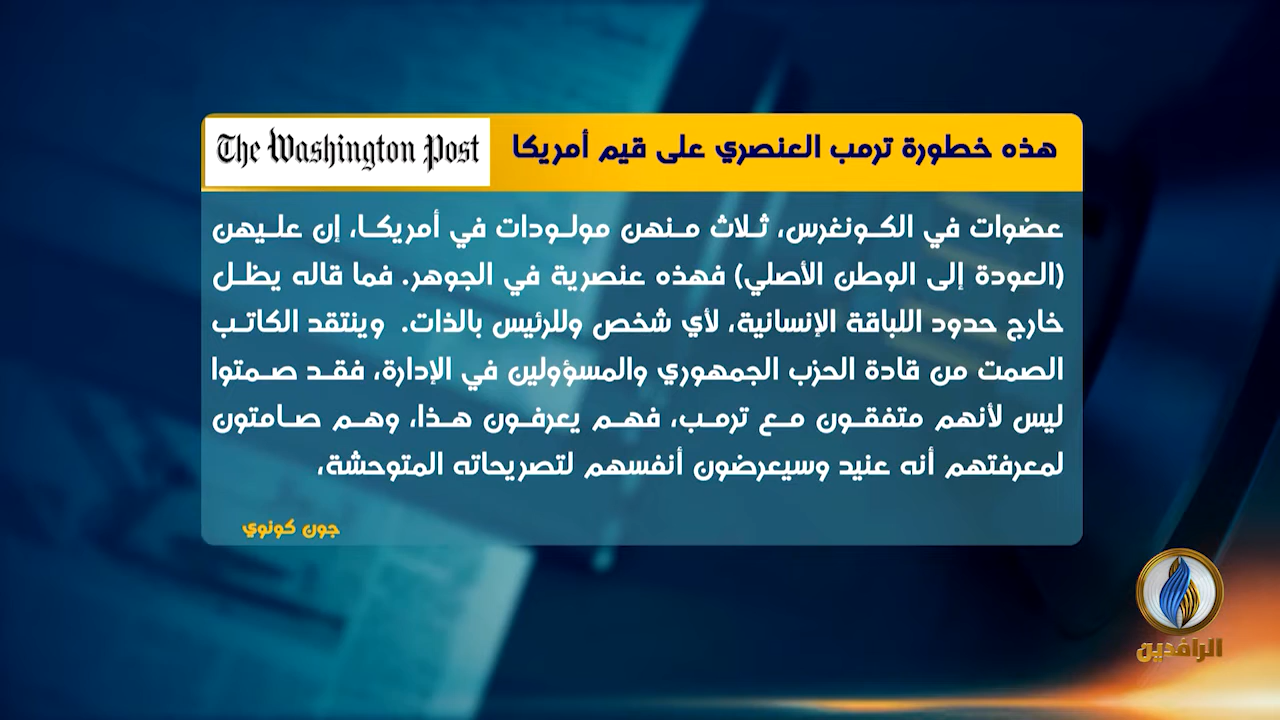 هذه خطورة ترمب العنصري على قيم أمريكا
The Washington Post
عضوات في الكونغرس، ثلاث منهن مولودات في أمريكا، إن عليهن
(العودة إلى الوطن الأصلي) فهذه عنصرية في الجوهر. فما قاله يظل
خارج حدود اللباقة الإنسانية، لأي شخص وللرئيس بالذات. وينتقد الكاتب
الصمت من قادة الحزب الجمهوري والمسؤولين في الإدارة، فقد صمتوا
ليس لأنهم متفقون مع ترمب، فهم يعرفون هذا، وهم صامتون
لمعرفتهم أنه عنيد وسيعرضون أنفسهم لتصريحاته المتوحشة،
جون كونوي
الرافدين